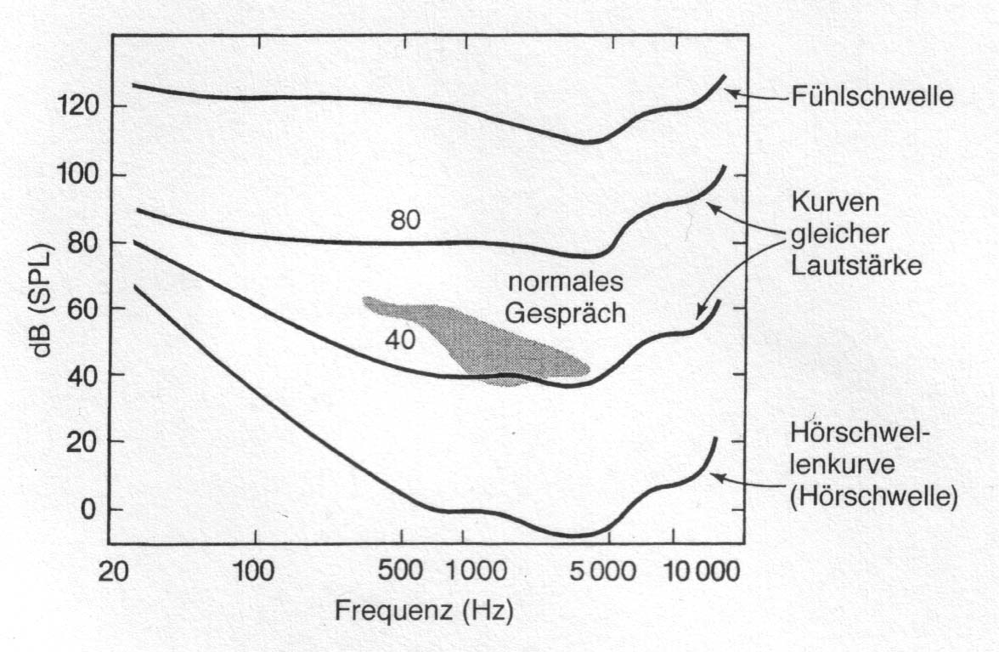 120
100
80
60
40
20
0
dB (SPL)
80
40
normales
Gespräch
Fühlschwelle
Kurven
gleicher
Lautstärke
Hörschwel-
lenkurve
(Hörschwelle)
20
100
500
1000
5000
10000
Frequenz (Hz)